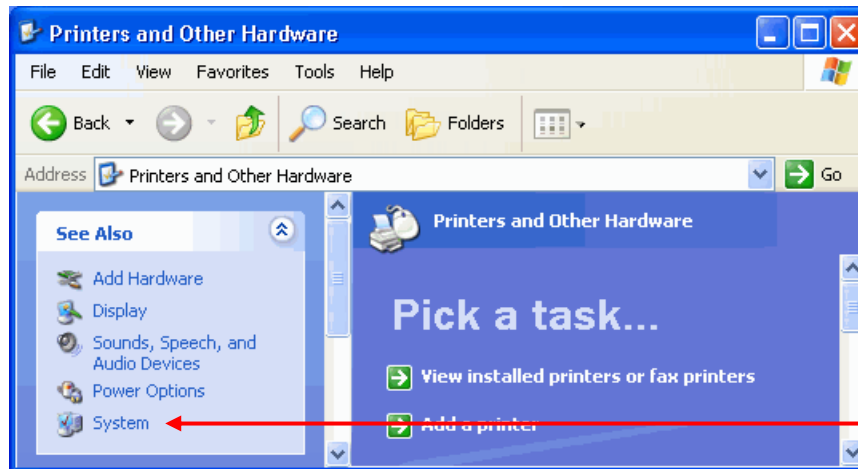 Printers and Other Hardware
File Edit View Favorites Tools Help
Back Search Folders
Address Printers and Other Hardware Go
See Also
Add Hardware
Display
Sounds, Speech, and
Audio Devices
Power Options
System
Printers and Other Hardware
Pick a task...
View installed printers or fax printers
Add a printer